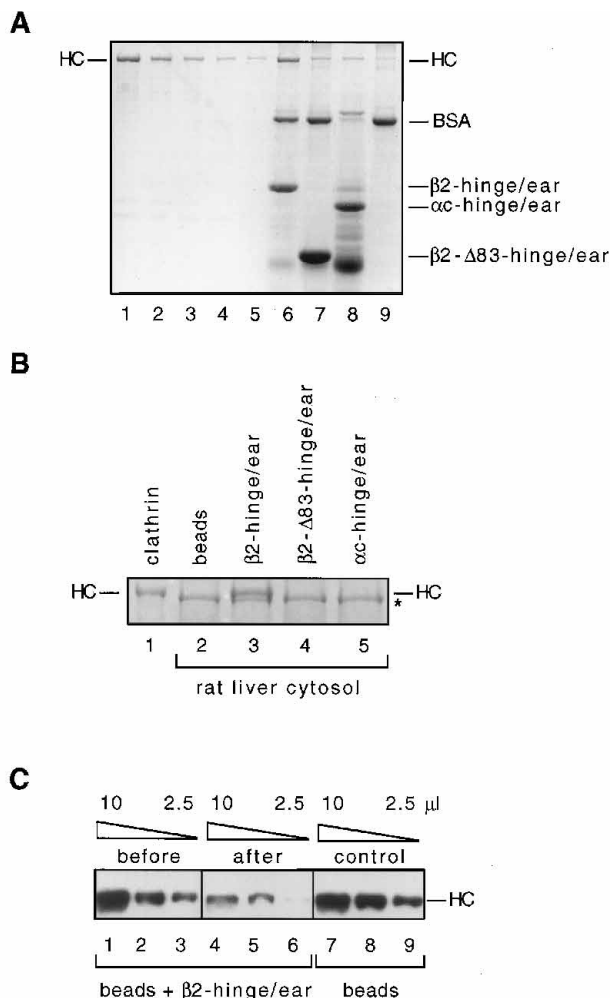 A
HC
HC
BSA
β2-hinge/ear
αc-hinge/ear
β2-Δ83-hinge/ear
1 2 3 4 5 6 7 8 9
B
clathrin
beads
β2-hinge/ear
β2-Δ83-hinge/ear
αc-hinge/ear
HC
HC
*
1 2 3 4 5
rat liver cytosol
C
10 2.5 10 2.5 10 2.5 μl
before after control
HC
1 2 3 4 5 6 7 8 9
beads + β2-hinge/ear beads